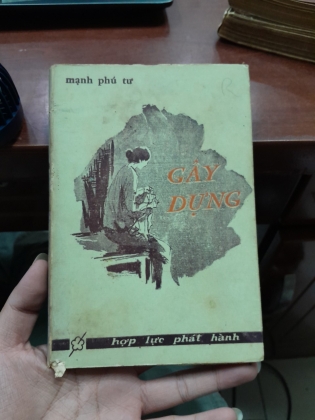 mạnh phú tư
GÂY
DỰNG
hợp lực phát hành